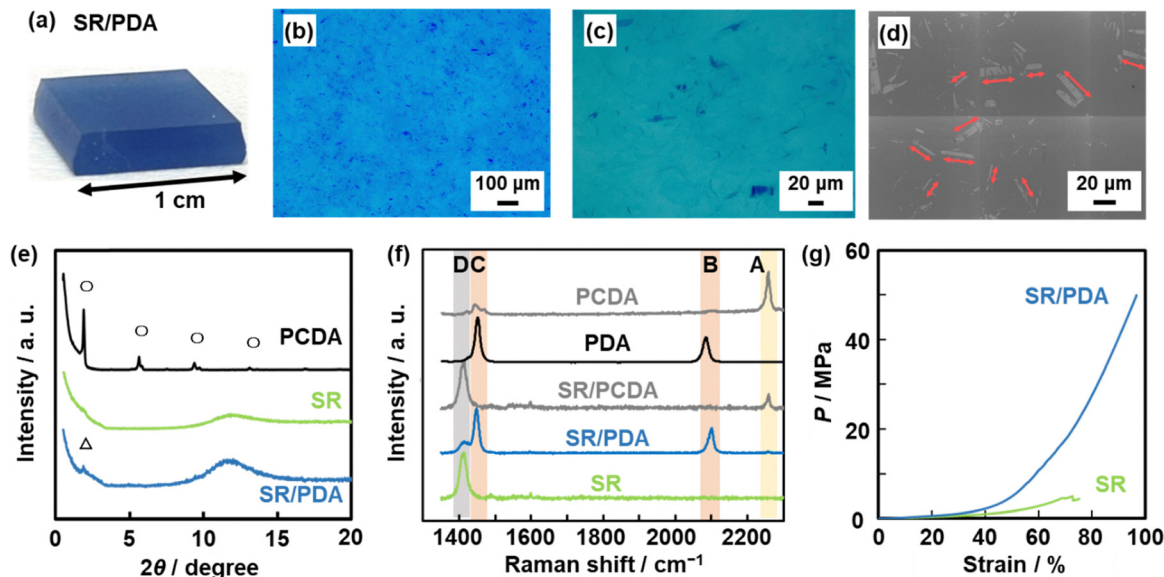 (a) SR/PDA
1 cm
(b)
100 µm
(c)
20 µm
(d)
20 µm
(e)
Intensity / a. u.
PCDA
SR
SR/PDA
0 5 10 15 20
2θ / degree
(f)
Intensity / a. u.
D C B A
PCDA
PDA
SR/PCDA
SR/PDA
SR
1400 1600 1800 2000 2200
Raman shift / cm⁻¹
(g)
P / MPa
60
40
20
0
SR/PDA
SR
0 20 40 60 80 100
Strain / %